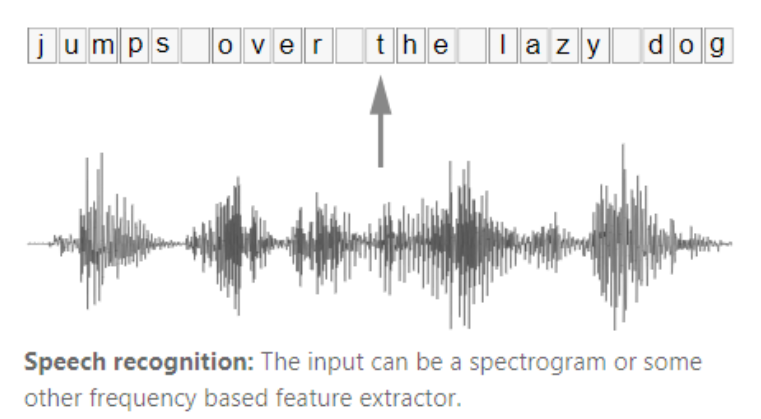 jumps over the lazy dog
Speech recognition: The input can be a spectrogram or some
other frequency based feature extractor.